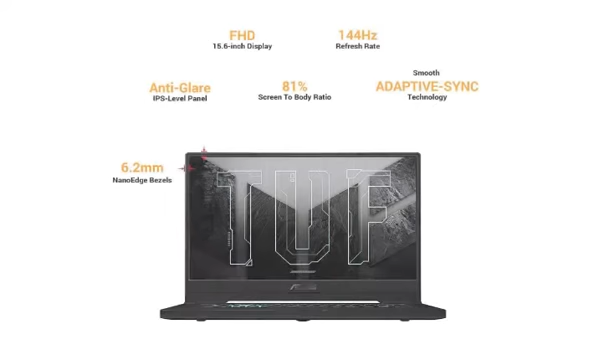 FHD
15.6-inch Display
144Hz
Refresh Rate
Anti-Glare
IPS-Level Panel
81%
Screen To Body Ratio
Smooth
ADAPTIVE-SYNC
Technology
6.2mm
NanoEdge Bezels
TUF
ASUS